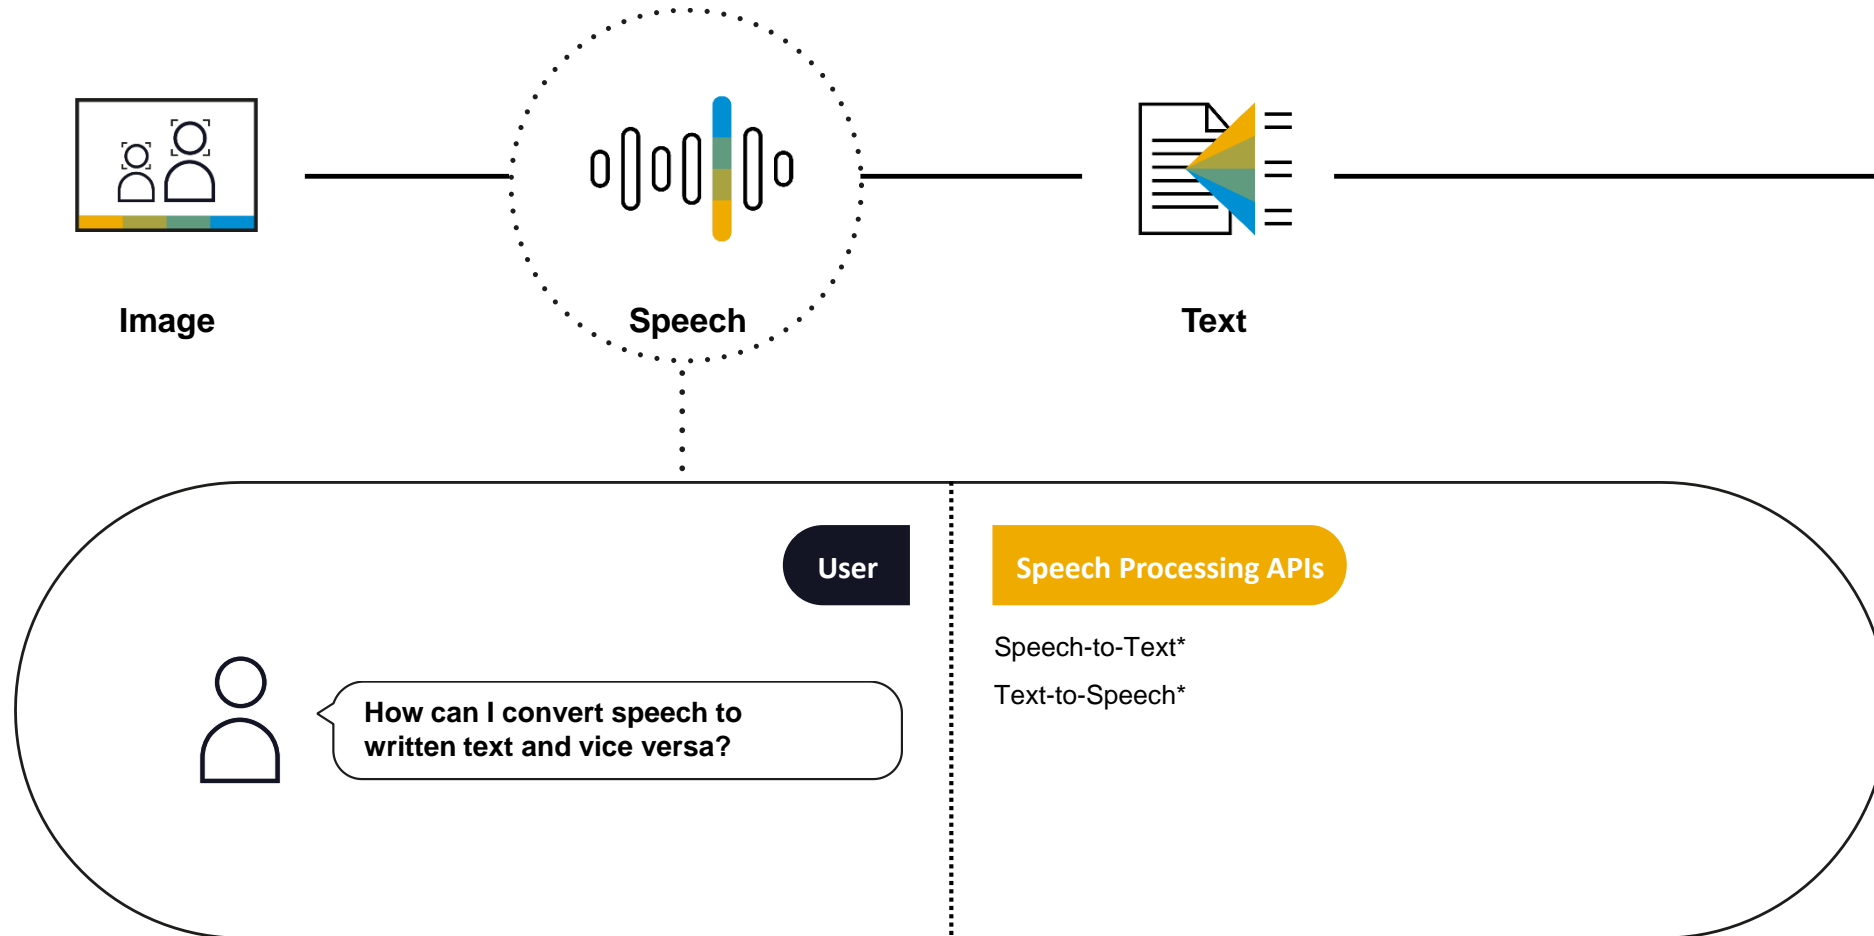 Image
Speech
Text
User
How can I convert speech to
written text and vice versa?
Speech Processing APIs
Speech-to-Text*
Text-to-Speech*